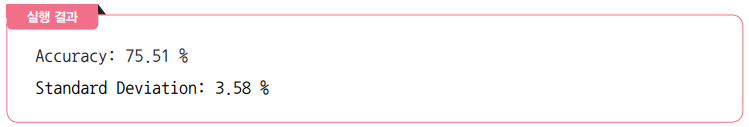 실행 결과
Accuracy: 75.51 %
Standard Deviation: 3.58 %